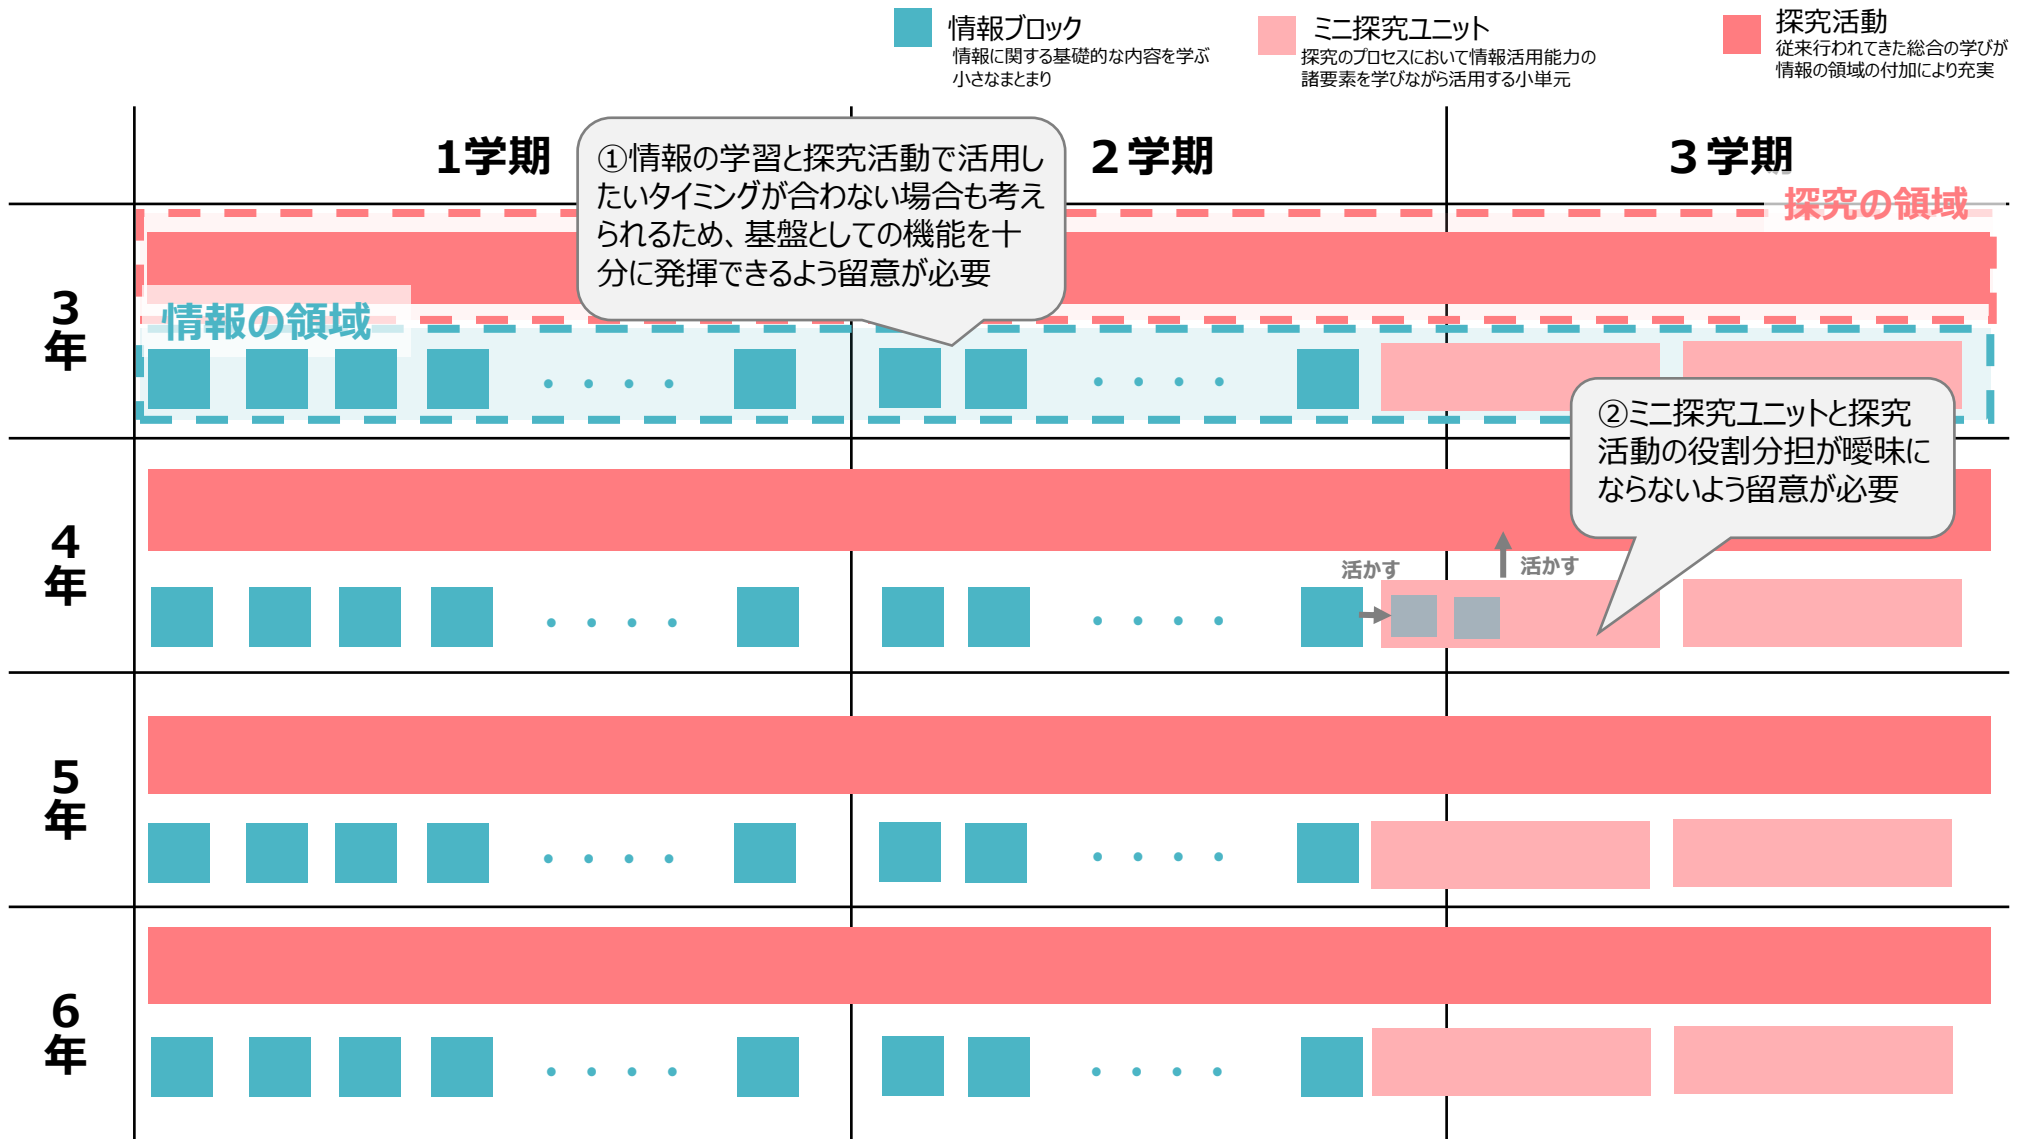 情報ブロック
情報に関する基礎的な内容を学ぶ
小さなまとまり
ミニ探究ユニット
探究のプロセスにおいて情報活用能力の
諸要素を学びながら活用する小単元
探究活動
従来行われてきた総合の学びが
情報の領域の付加により充実
1学期
２学期
３学期
①情報の学習と探究活動で活用し
たいタイミングが合わない場合も考え
られるため、基盤としての機能を十
分に発揮できるよう留意が必要
探究の領域
3年
情報の領域
・・・・
・・・・
②ミニ探究ユニットと探究
活動の役割分担が曖昧に
ならないよう留意が必要
4年
活かす
活かす
・・・・
・・・・
5年
・・・・
・・・・
6年
・・・・
・・・・